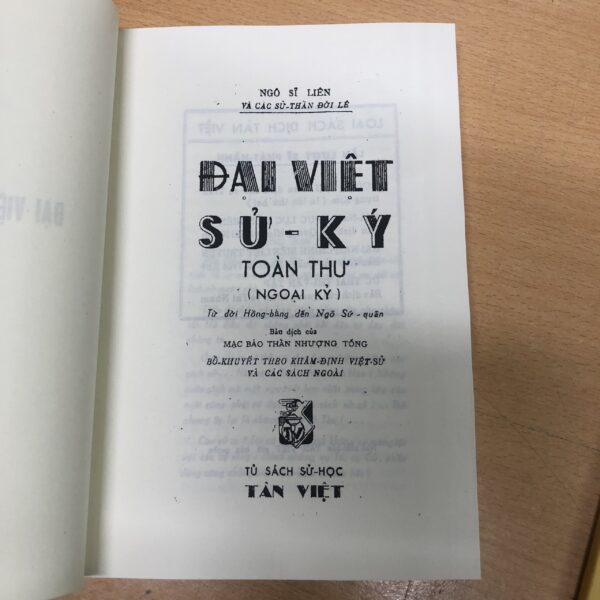 NGÔ SĨ LIÊN
VÀ CÁC SỬ-THẦN ĐỜI LÊ
ĐẠI VIỆT
SỬ-KÝ
TOÀN THƯ
(NGOẠI KỶ)
Từ đời Hồng-bàng đến Ngô Sứ-quân
Bản dịch của
MẠC BẢO THẦN NHƯỢNG TỐNG
BỔ-KHUYẾT THEO KHÂM-ĐỊNH VIỆT-SỬ
VÀ CÁC SÁCH NGOÀI
TV
TỦ SÁCH SỬ-HỌC
TÂN VIỆT